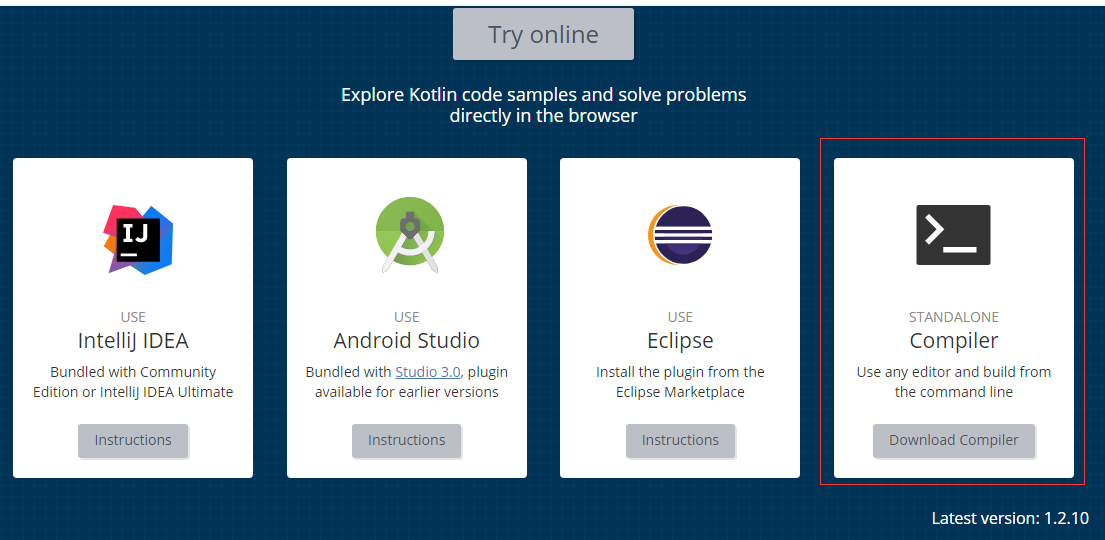 Try online
Explore Kotlin code samples and solve problems
directly in the browser
IJ
USE
IntelliJ IDEA
Bundled with Community
Edition or IntelliJ IDEA Ultimate
Instructions
USE
Android Studio
Bundled with Studio 3.0, plugin
available for earlier versions
Instructions
USE
Eclipse
Install the plugin from the
Eclipse Marketplace
Instructions
STANDALONE
Compiler
Use any editor and build from
the command line
Download Compiler
Latest version: 1.2.10